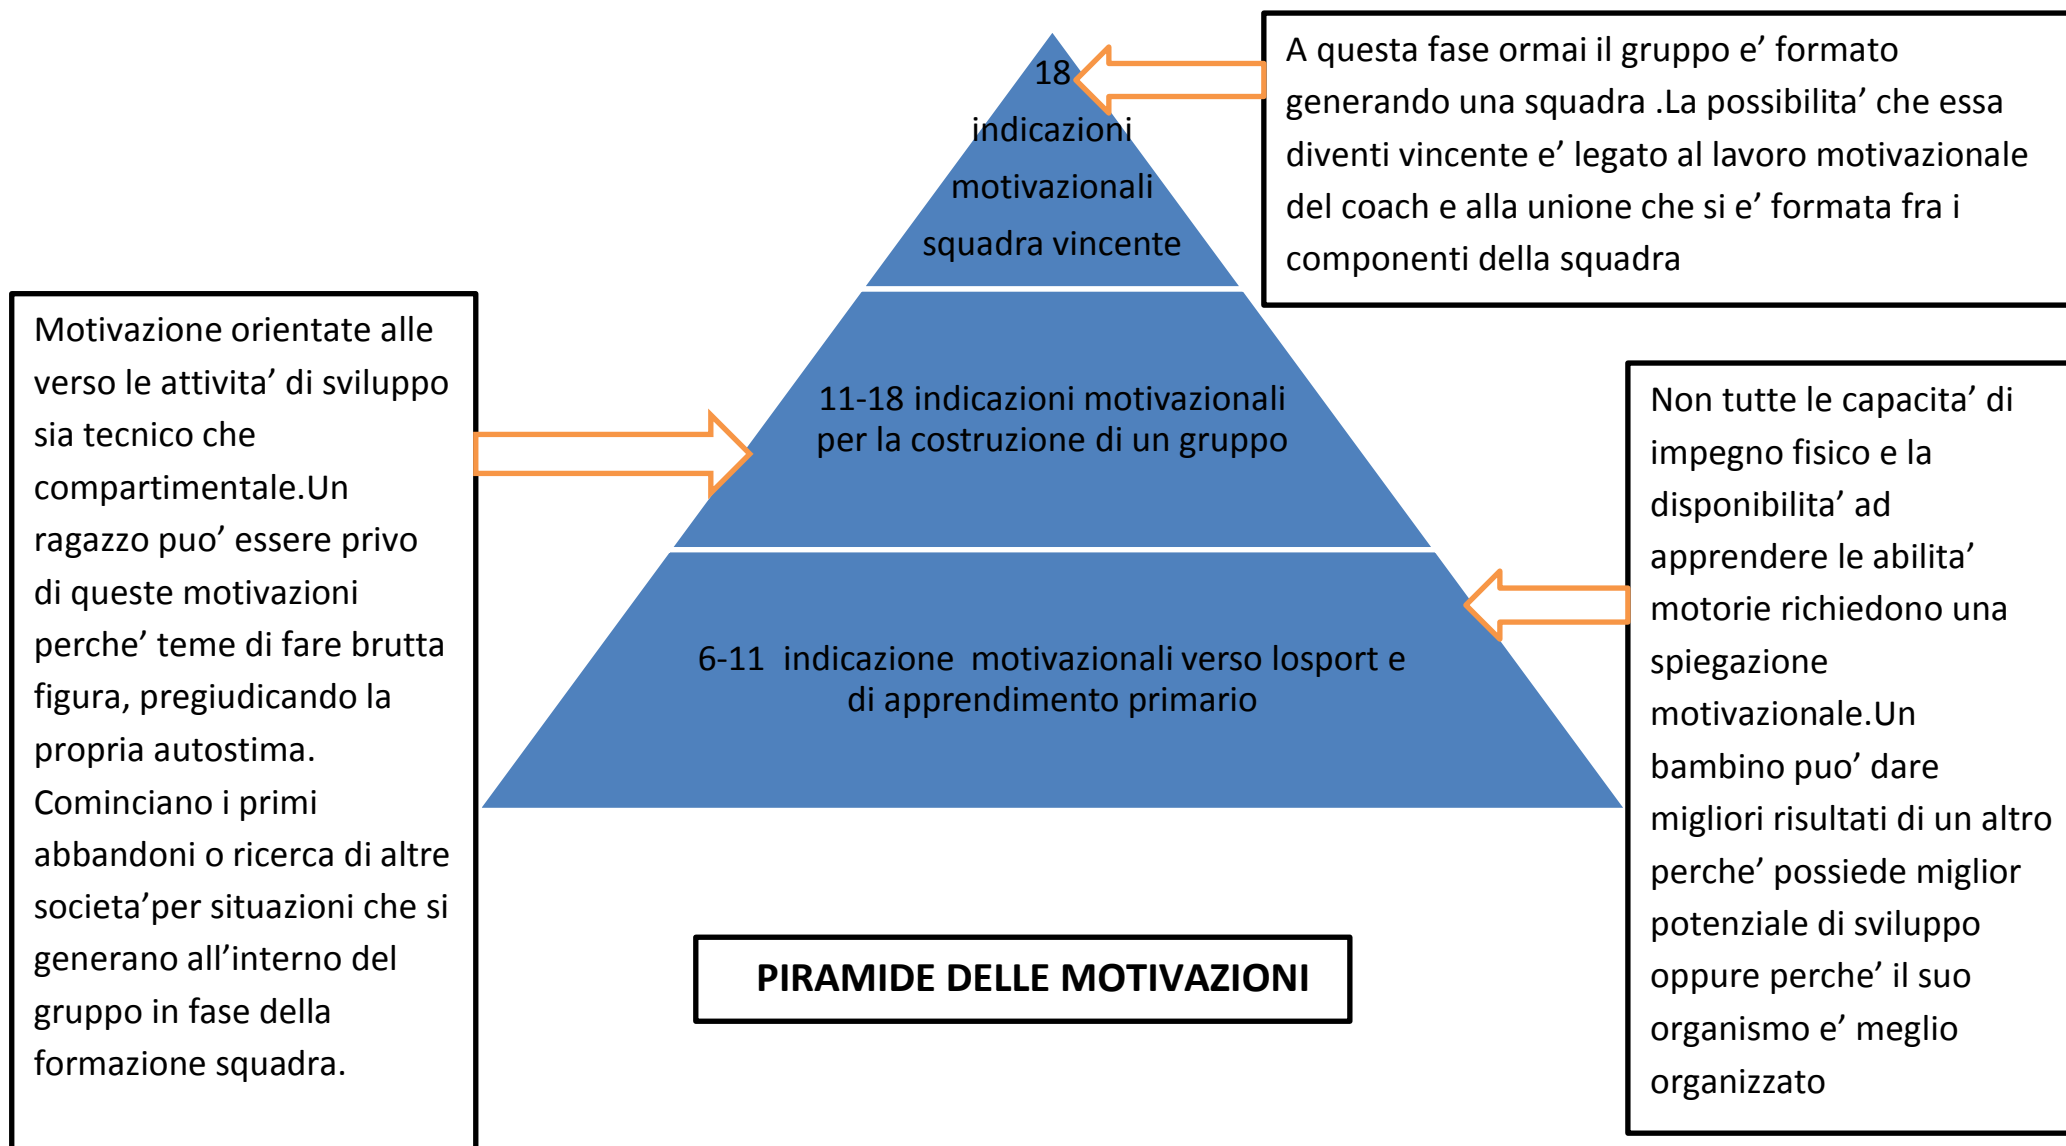 18
indicazioni
motivazionali
squadra vincente
A questa fase ormai il gruppo e’ formato
generando una squadra .La possibilita’ che essa
diventi vincente e’ legato al lavoro motivazionale
del coach e alla unione che si e’ formata fra i
componenti della squadra
Motivazione orientate alle
verso le attivita’ di sviluppo
sia tecnico che
compartimentale.Un
ragazzo puo’ essere privo
di queste motivazioni
perche’ teme di fare brutta
figura, pregiudicando la
propria autostima.
Cominciano i primi
abbandoni o ricerca di altre
societa’per situazioni che si
generano all’interno del
gruppo in fase della
formazione squadra.
11-18 indicazioni motivazionali
per la costruzione di un gruppo
Non tutte le capacita’ di
impegno fisico e la
disponibilita’ ad
apprendere le abilita’
motorie richiedono una
spiegazione
motivazionale.Un
bambino puo’ dare
migliori risultati di un altro
perche’ possiede miglior
potenziale di sviluppo
oppure perche’ il suo
organismo e’ meglio
organizzato
6-11  indicazione  motivazionali verso losport e
di apprendimento primario
PIRAMIDE DELLE MOTIVAZIONI